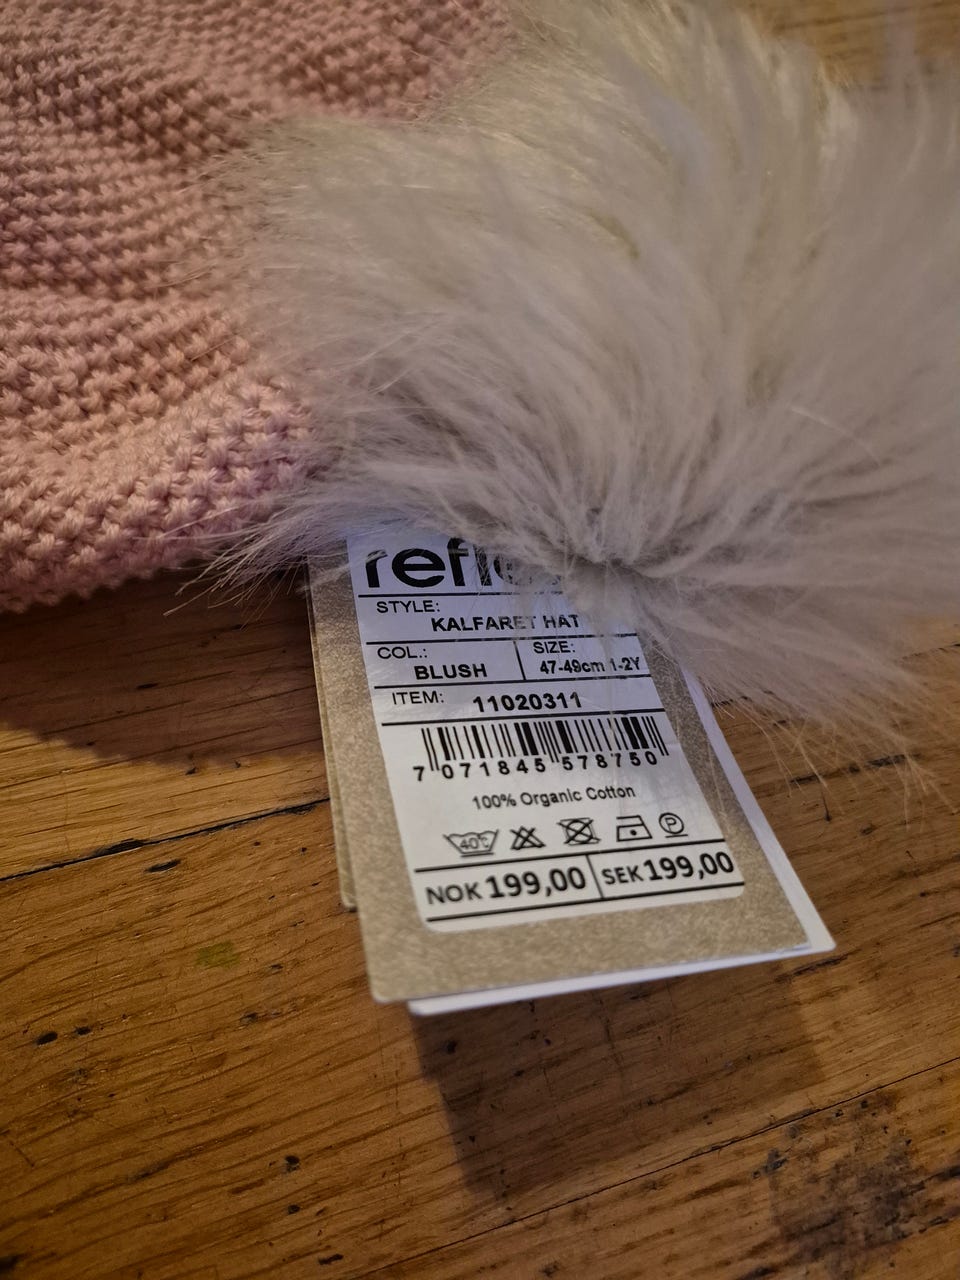 STYLE:
KALFARET HAT
COL.: SIZE:
BLUSH 47-49cm 1-2Y
ITEM: 11020311
7 071845 578750
100% Organic Cotton
40°C P
NOK 199,00 SEK 199,00